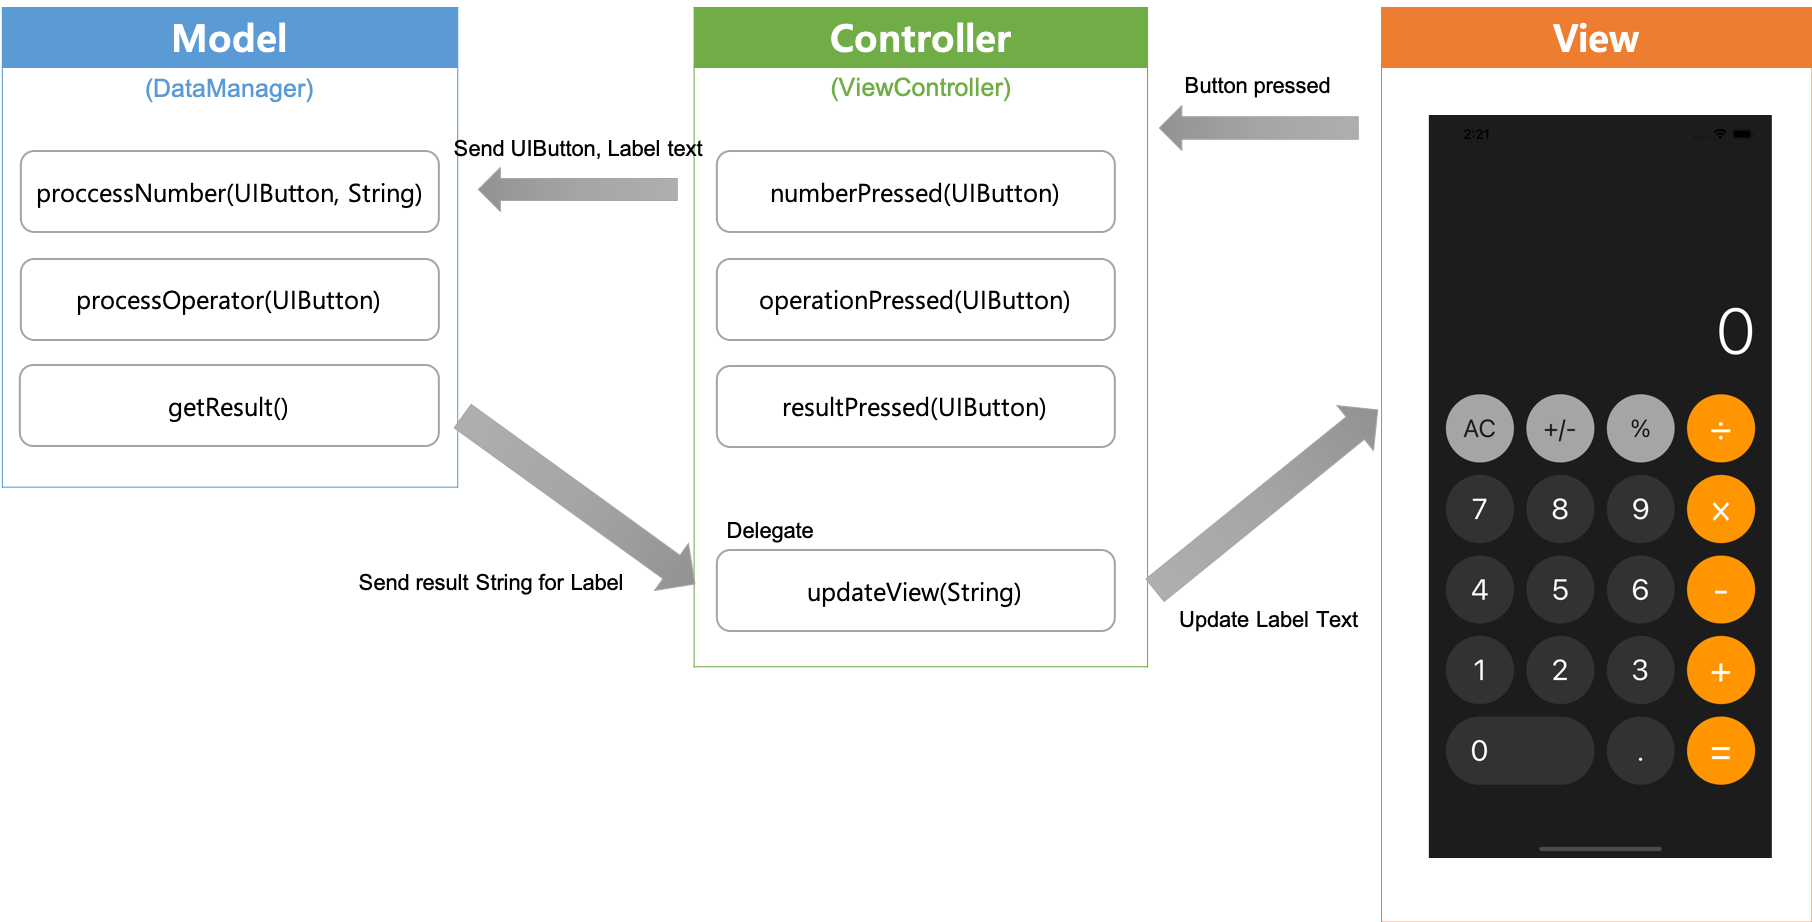 Model
(DataManager)
proccessNumber(UIButton, String)
processOperator(UIButton)
getResult()
Send UIButton, Label text
Send result String for Label
Controller
(ViewController)
numberPressed(UIButton)
operationPressed(UIButton)
resultPressed(UIButton)
Delegate
updateView(String)
Button pressed
Update Label Text
View
2:21
0
AC +/- % ÷
7 8 9 ×
4 5 6 -
1 2 3 +
0 . =